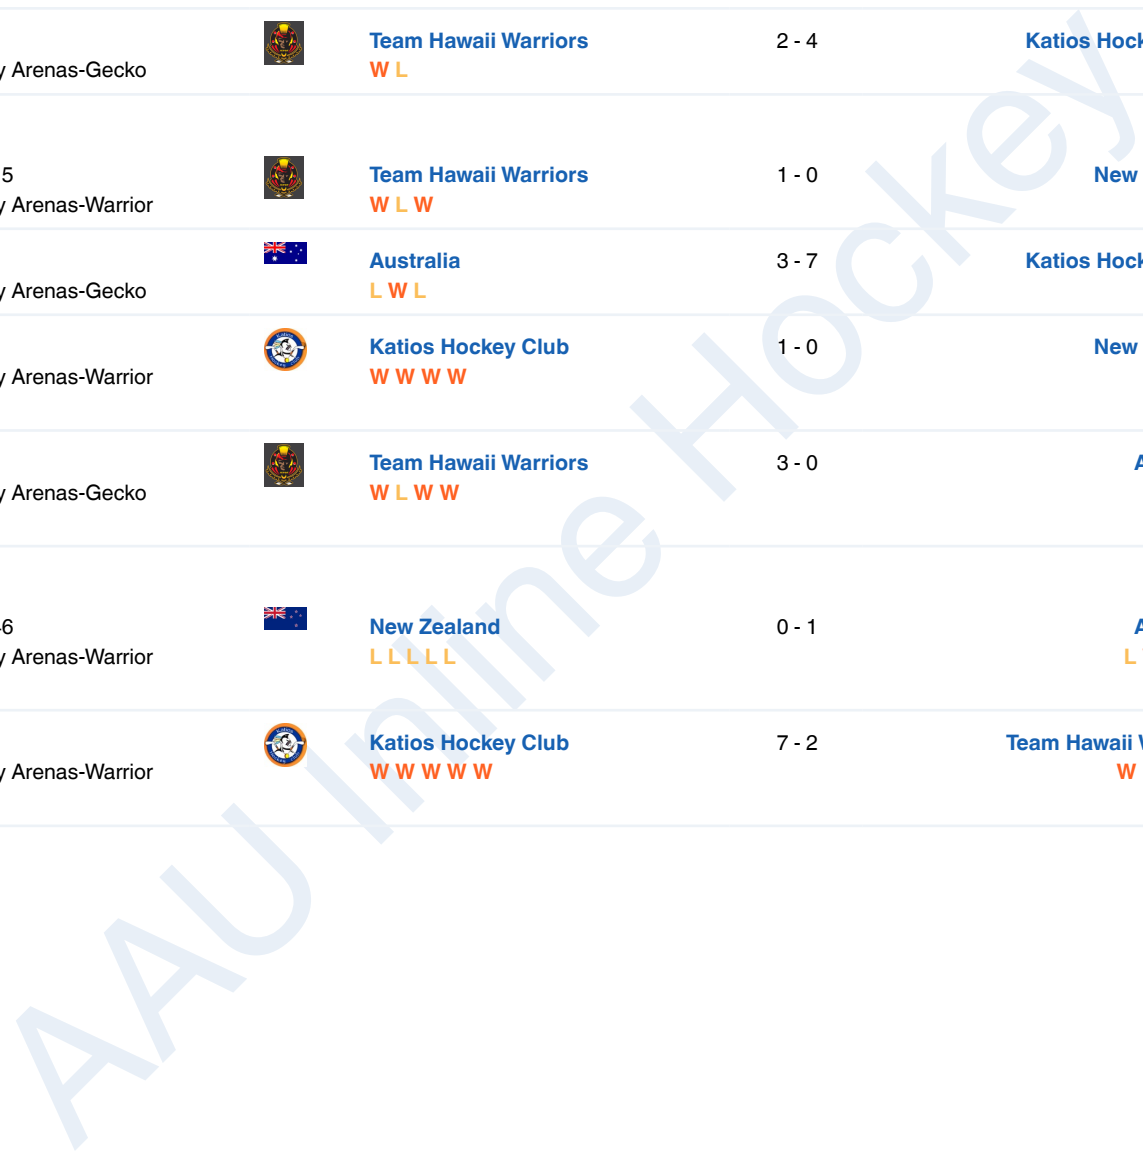 Team Hawaii Warriors 2 - 4 Katios Hock
y Arenas-Gecko W L
5 Team Hawaii Warriors 1 - 0 New
y Arenas-Warrior W L W
Australia 3 - 7 Katios Hock
y Arenas-Gecko L W L
Katios Hockey Club 1 - 0 New
y Arenas-Warrior W W W W
Team Hawaii Warriors 3 - 0 A
y Arenas-Gecko W L W W
46 New Zealand 0 - 1 A
y Arenas-Warrior L L L L L L
Katios Hockey Club 7 - 2 Team Hawaii W
y Arenas-Warrior W W W W W W
AAU Inline Hockey